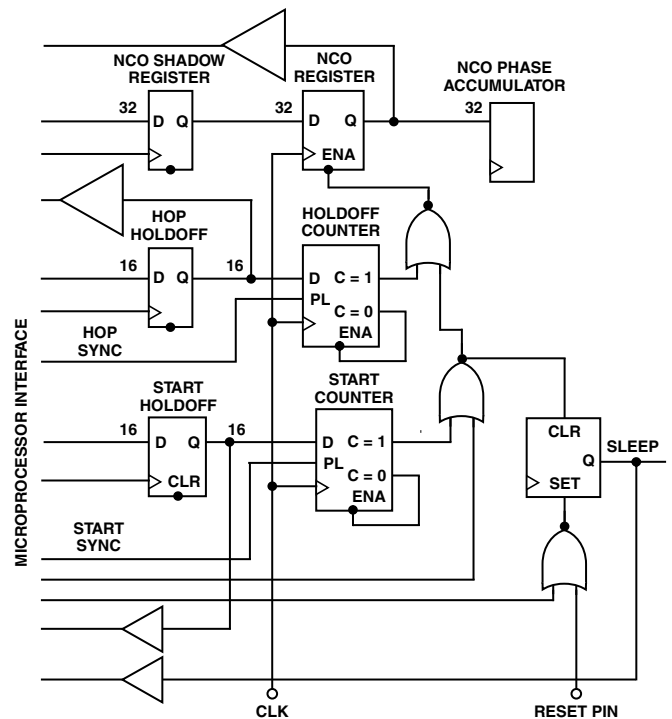 NCO SHADOW
REGISTER
NCO
REGISTER
NCO PHASE
ACCUMULATOR
32
D Q
32
D Q
ENA
32
HOP
HOLDOFF
HOLDOFF
COUNTER
16
D Q
16
D C = 1
PL
C = 0
ENA
HOP
SYNC
MICROPROCESSOR INTERFACE
START
HOLDOFF
START
COUNTER
16
D Q
CLR
16
D C = 1
PL
C = 0
ENA
CLR
Q
SET
SLEEP
START
SYNC
CLK
RESET PIN